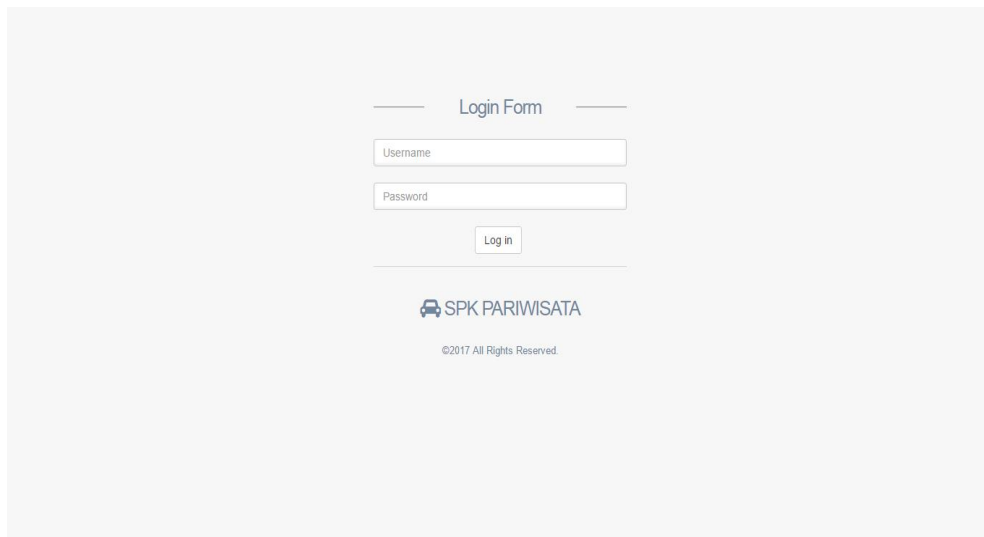 Login Form
Username
Password
Log in
SPK PARIWISATA
©2017 All Rights Reserved.